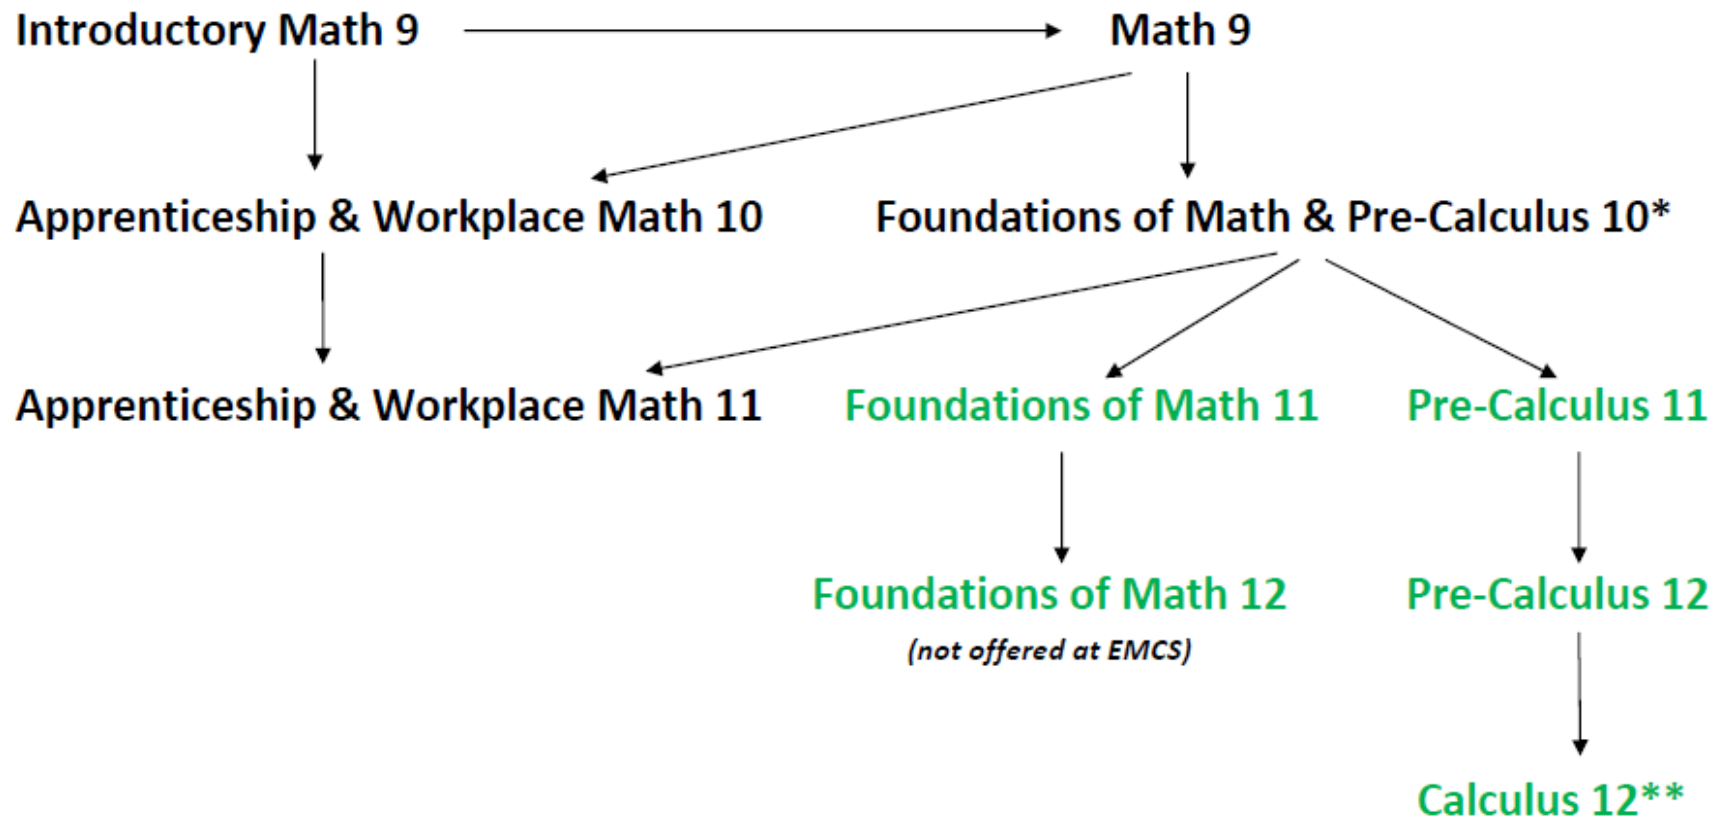 Introductory Math 9
Math 9
Apprenticeship & Workplace Math 10
Foundations of Math & Pre-Calculus 10*
Apprenticeship & Workplace Math 11
Foundations of Math 11
Pre-Calculus 11
Foundations of Math 12
Pre-Calculus 12
(not offered at EMCS)
Calculus 12**